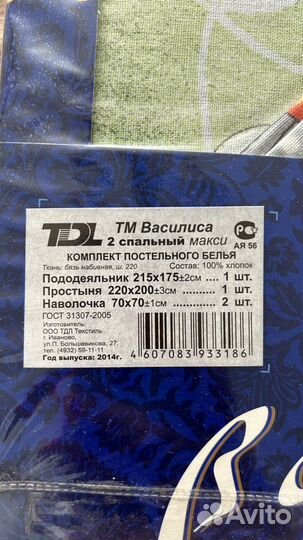 TDL
ТМ Василиса
2 спальный макси
АЯ 56
КОМПЛЕКТ ПОСТЕЛЬНОГО БЕЛЬЯ
Ткань: бязь набивная, ш. 220 Состав: 100% хлопок
Пододеяльник 215х175±2см .... 1 шт.
Простыня 220х200±3см ........... 1 шт.
Наволочка 70х70±1см ............. 2 шт.
ГОСТ 31307-2005
Изготовитель:
ООО ТДЛ Текстиль
г. Иваново,
ул.П. Большевикова, 27.
тел. (4932) 59-11-11
Год выпуска: 2014г.
4 607083 933186
Avito